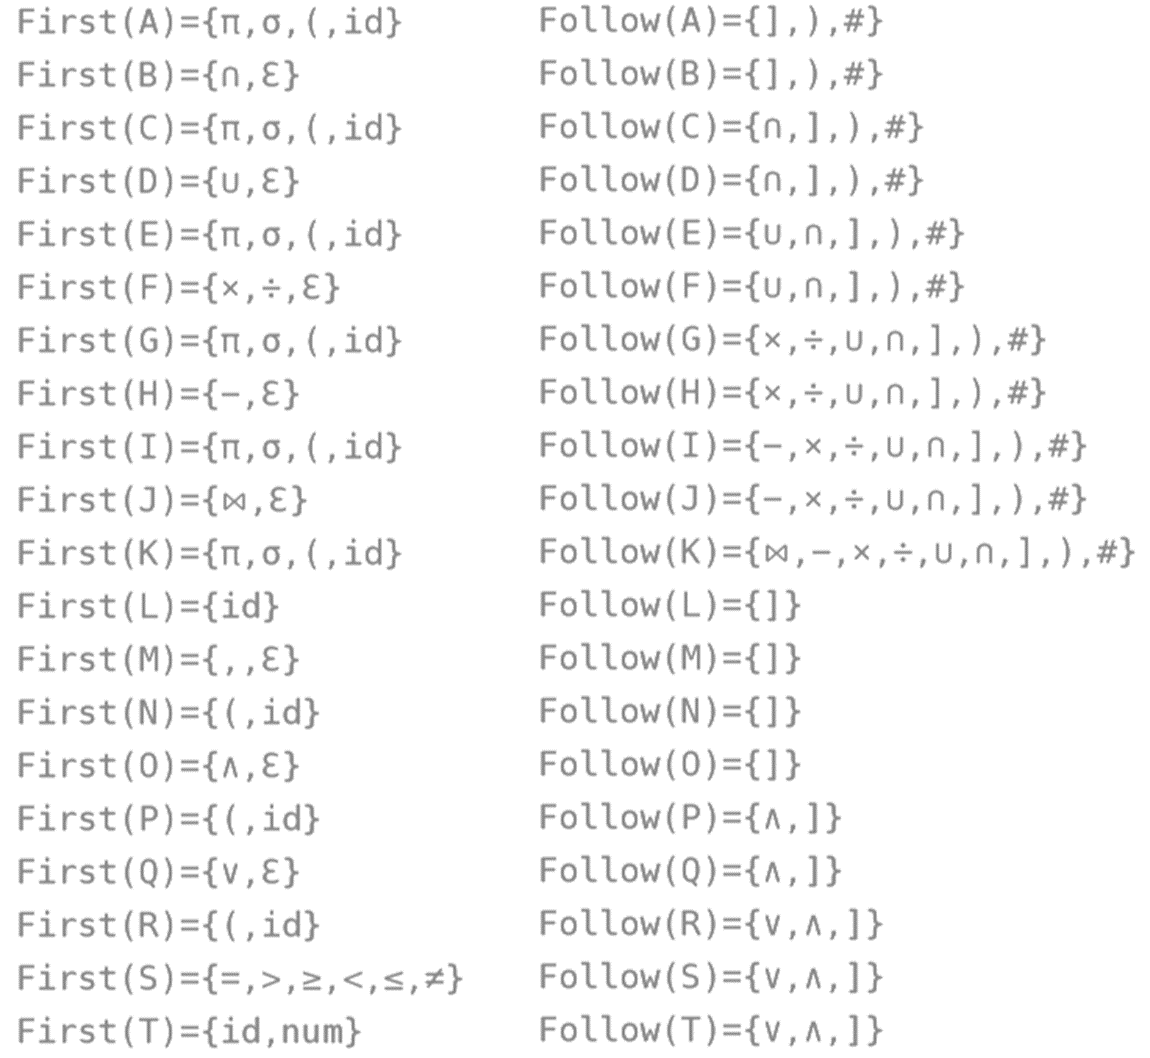 First(A)={π,σ,(,id} Follow(A)={],),#}
First(B)={∩,Ɛ} Follow(B)={],),#}
First(C)={π,σ,(,id} Follow(C)={∩,],),#}
First(D)={∪,Ɛ} Follow(D)={∩,],),#}
First(E)={π,σ,(,id} Follow(E)={∪,∩,],),#}
First(F)={×,÷,Ɛ} Follow(F)={∪,∩,],),#}
First(G)={π,σ,(,id} Follow(G)={×,÷,∪,∩,],),#}
First(H)={−,Ɛ} Follow(H)={×,÷,∪,∩,],),#}
First(I)={π,σ,(,id} Follow(I)={−,×,÷,∪,∩,],),#}
First(J)={⋈,Ɛ} Follow(J)={−,×,÷,∪,∩,],),#}
First(K)={π,σ,(,id} Follow(K)={⋈,−,×,÷,∪,∩,],),#}
First(L)={id} Follow(L)={]}
First(M)={,,Ɛ} Follow(M)={]}
First(N)={(,id} Follow(N)={]}
First(O)={∧,Ɛ} Follow(O)={]}
First(P)={(,id} Follow(P)={∧,]}
First(Q)={∨,Ɛ} Follow(Q)={∧,]}
First(R)={(,id} Follow(R)={∨,∧,]}
First(S)={=,>,≥,<,≤,≠} Follow(S)={∨,∧,]}
First(T)={id,num} Follow(T)={∨,∧,]}